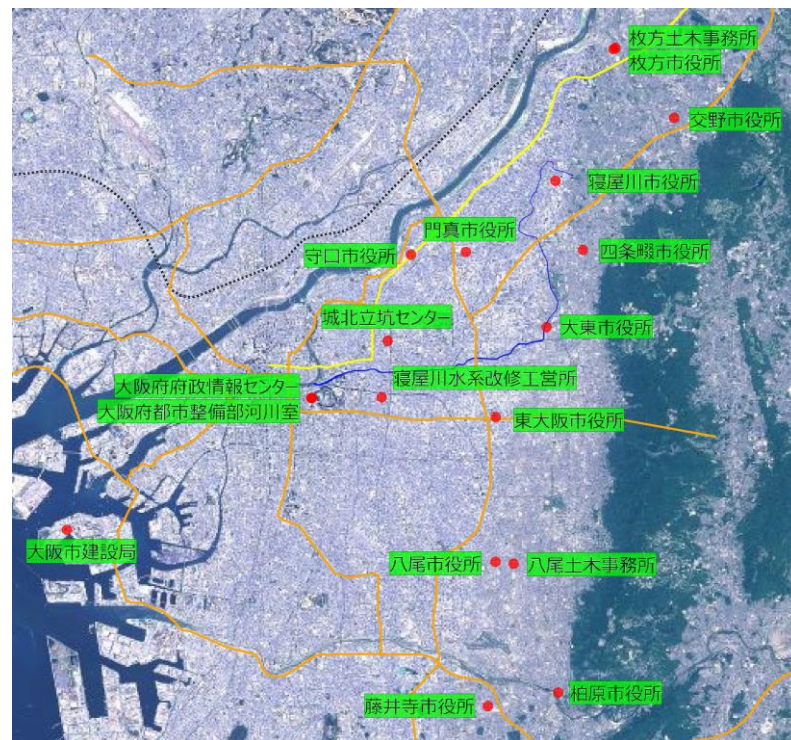 枚方土木事務所
枚方市役所
交野市役所
寝屋川市役所
門真市役所
守口市役所
四条畷市役所
城北立坑センター
大東市役所
大阪府府政情報センター
寝屋川水系改修工営所
大阪府都市整備部河川室
東大阪市役所
大阪市建設局
八尾市役所
八尾土木事務所
柏原市役所
藤井寺市役所